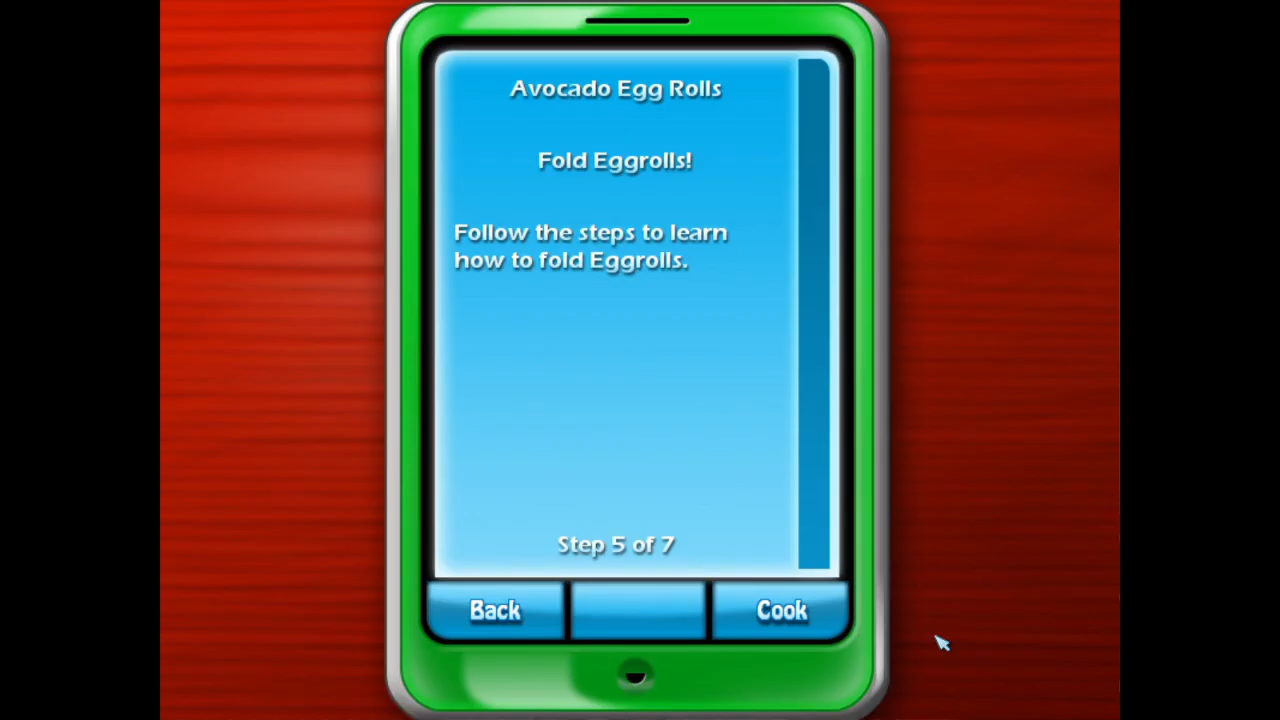 Avocado Egg Rolls
Fold Eggrolls!
Follow the steps to learn
how to fold Eggrolls.
Step 5 of 7
Back
Cook